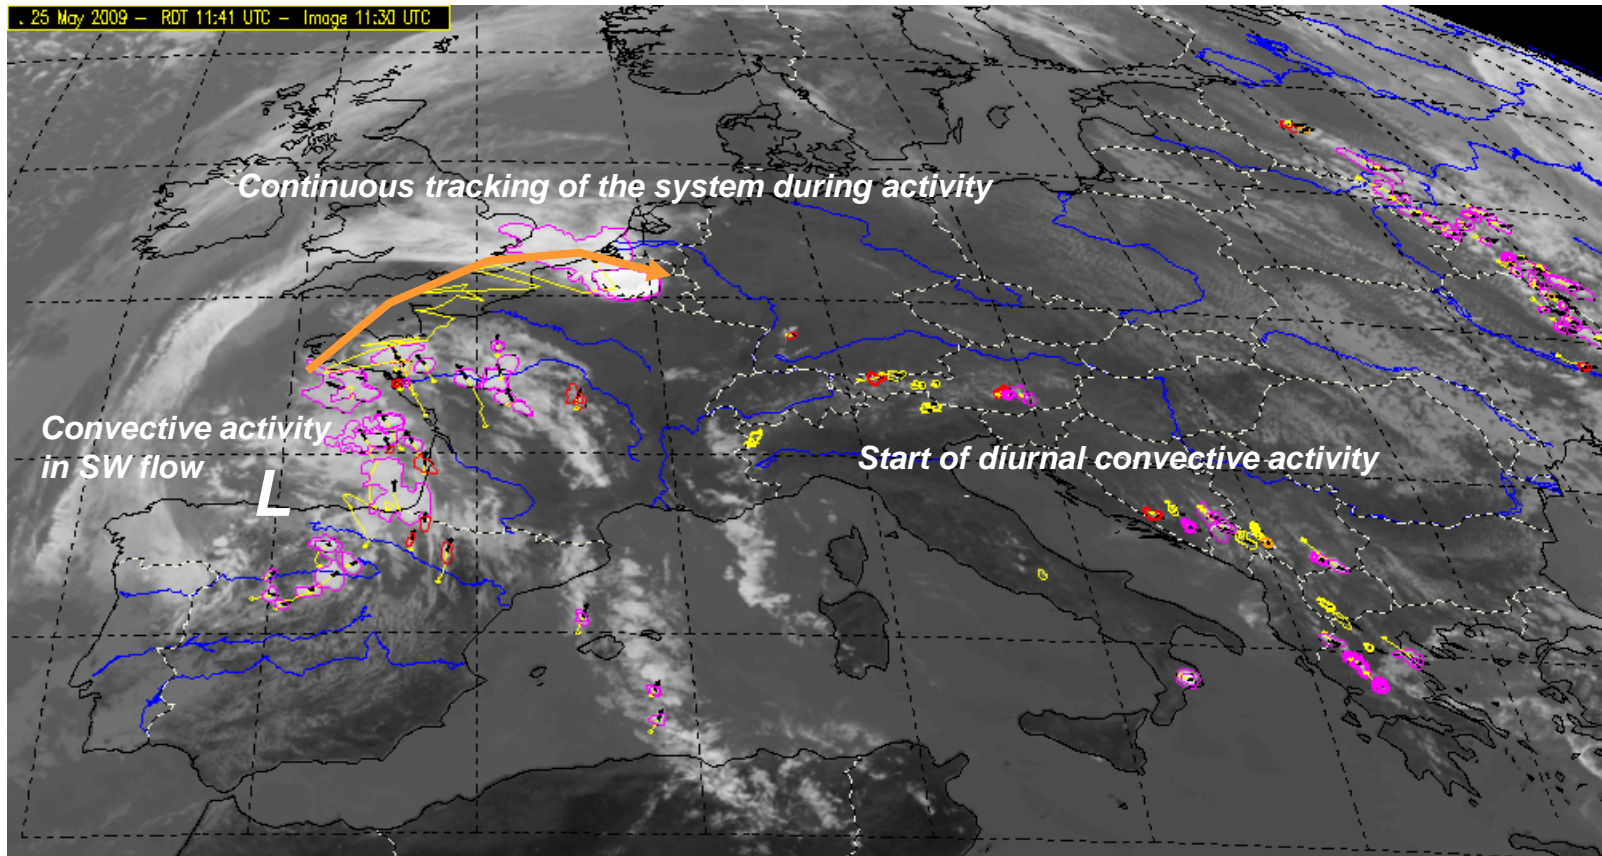 . 25 May 2009 – RDT 11:41 UTC – Image 11:30 UTC
Continuous tracking of the system during activity
Convective activity
in SW flow
L
Start of diurnal convective activity